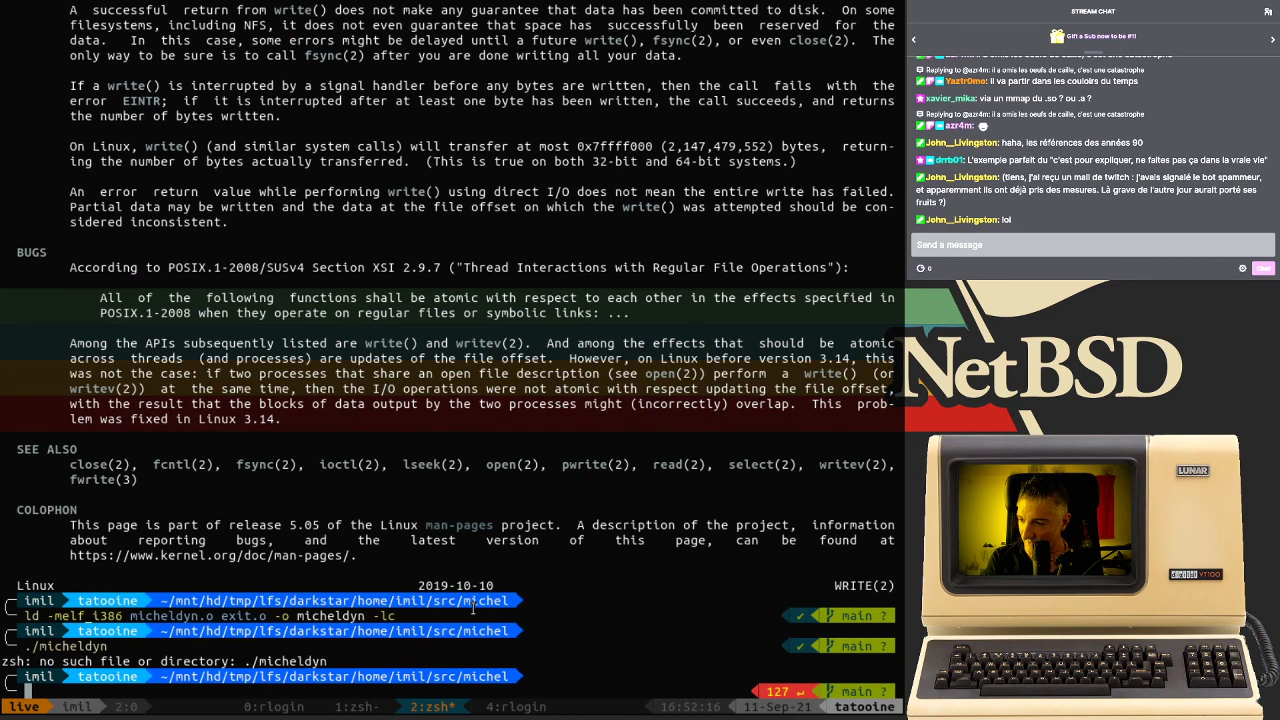 A successful return from write() does not make any guarantee that data has been committed to disk. On some
filesystems, including NFS, it does not even guarantee that space has successfully been reserved for
data. In this case, some errors might be delayed until a future write(), fsync(2), or even close(2). The
only way to be sure is to call fsync(2) after you are done writing all your data.
If a write() is interrupted by a signal handler before any bytes are written, then the call fails with the
error EINTR; if it is interrupted after at least one byte has been written, the call succeeds, and returns
the number of bytes written.
On Linux, write() (and similar system calls) will transfer at most 0x7ffff000 (2,147,479,552) bytes, return-
ing the number of bytes actually transferred. (This is true on both 32-bit and 64-bit systems.)
An error return value while performing write() using direct I/O does not mean the entire write has failed.
Partial data may be written and the data at the file offset on which the write() was attempted should be con-
sidered inconsistent.
BUGS
According to POSIX.1-2008/SUSv4 Section XSI 2.9.7 ("Thread Interactions with Regular File Operations"):
All of the following functions shall be atomic with respect to each other in the effects specified in
POSIX.1-2008 when they operate on regular files or symbolic links: ...
Among the APIs subsequently listed are write() and writev(2). And among the effects that should be atomic
across threads (and processes) are updates of the file offset. However, on Linux before version 3.14, this
was not the case: if two processes that share an open file description (see open(2)) perform a write() (or
writev(2)) at the same time, then the I/O operations were not atomic with respect updating the file offset,
with the result that the blocks of data output by the two processes might (incorrectly) overlap. This prob-
lem was fixed in Linux 3.14.
SEE ALSO
close(2), fcntl(2), fsync(2), ioctl(2), lseek(2), open(2), pwrite(2), read(2), select(2), writev(2),
fwrite(3)
COLOPHON
This page is part of release 5.05 of the Linux man-pages project. A description of the project, information
about reporting bugs, and the latest version of this page, can be found at
https://www.kernel.org/doc/man-pages/.
Linux 2019-10-10 WRITE(2)
imil tatooine ~/mnt/hd/tmp/lfs/darkstar/home/imil/src/michel
ld -melf_i386 micheldyn.o exit.o -o micheldyn -lc ✔ main ?
imil tatooine ~/mnt/hd/tmp/lfs/darkstar/home/imil/src/michel
./micheldyn ✔ main ?
zsh: no such file or directory: ./micheldyn
imil tatooine ~/mnt/hd/tmp/lfs/darkstar/home/imil/src/michel
127 ↵ main ?
live imil 2:0 0:rlogin 1:zsh- 2:zsh* 4:rlogin 16:52:16 11-Sep-21 tatooine
STREAM CHAT
Gift a Sub now to be #1!
Replying to @azr4m: il a omis les oeufs de caille, c'est une catastrophe
Yaztr0mo: il va partir dans les couloirs du temps
xavier_mika: via un mmap du .so ? ou .a ?
Replying to @azr4m: il a omis les oeufs de caille, c'est une catastrophe
azr4m:
John__Livingston: haha, les références des années 90
drrb01: L'exemple parfait du "c'est pour expliquer, ne faites pas ça dans la vraie vie"
John__Livingston: (tiens, j'ai reçu un mail de twitch : j'avais signalé le bot spammeur,
et apparemment ils ont déjà pris des mesures. Là grave de l'autre jour aurait porté ses
fruits ?)
John__Livingston: lol
Send a message
0
Chat
NetBSD
LUNAR
VT100